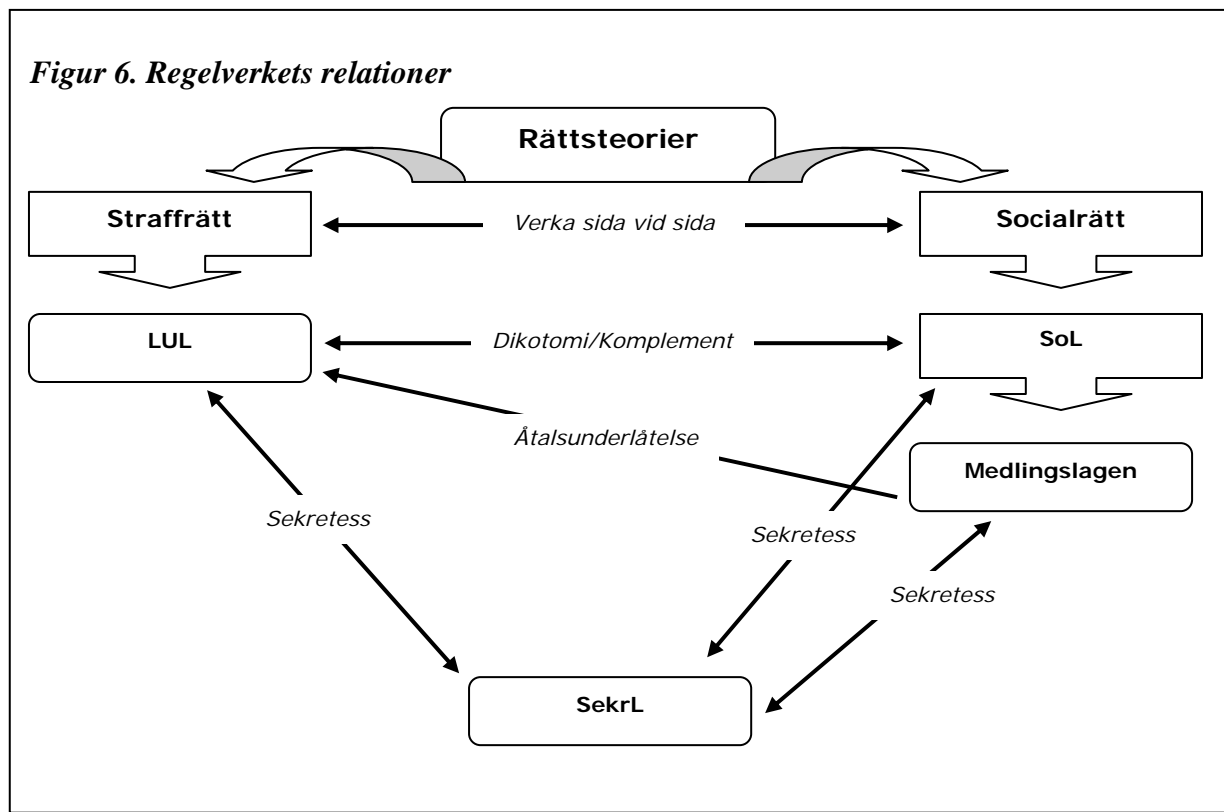 Figur 6. Regelverkets relationer
Rättsteorier
Straffrätt
Verka sida vid sida
Socialrätt
LUL
Dikotomi/Komplement
SoL
Åtalsunderlåtelse
Medlingslagen
Sekretess
Sekretess
Sekretess
SekrL